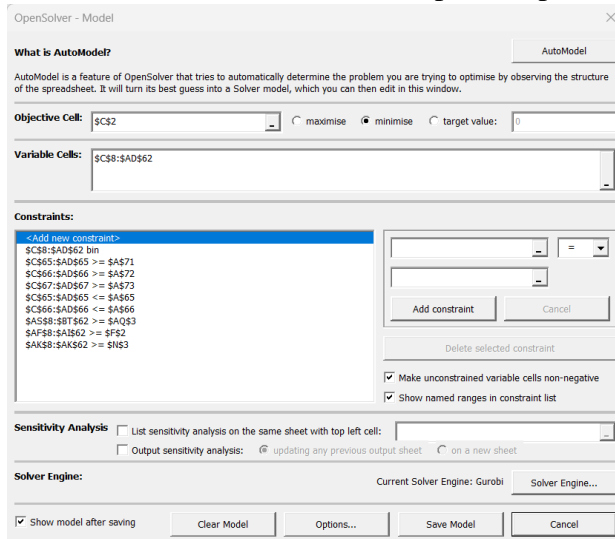 OpenSolver - Model
What is AutoModel?
AutoModel
AutoModel is a feature of OpenSolver that tries to automatically determine the problem you are trying to optimise by observing the structure
of the spreadsheet. It will turn its best guess into a Solver model, which you can then edit in this window.
Objective Cell: $C$2 _ maximise minimise target value: 0
Variable Cells: $C$8:$AD$62
_
Constraints:
<Add new constraint>
$C$8:$AD$62 bin
$C$65:$AD$65 >= $A$71
$C$66:$AD$66 >= $A$72
$C$67:$AD$67 >= $A$73
$C$65:$AD$65 <= $A$65
$C$66:$AD$66 <= $A$66
$AS$8:$BT$62 >= $AQ$3
$AF$8:$AI$62 >= $F$2
$AK$8:$AK$62 >= $N$3
_ =
_
Add constraint Cancel
Delete selected constraint
Make unconstrained variable cells non-negative
Show named ranges in constraint list
Sensitivity Analysis List sensitivity analysis on the same sheet with top left cell: _
Output sensitivity analysis: updating any previous output sheet on a new sheet
Solver Engine:
Current Solver Engine: Gurobi Solver Engine...
Show model after saving Clear Model Options... Save Model Cancel